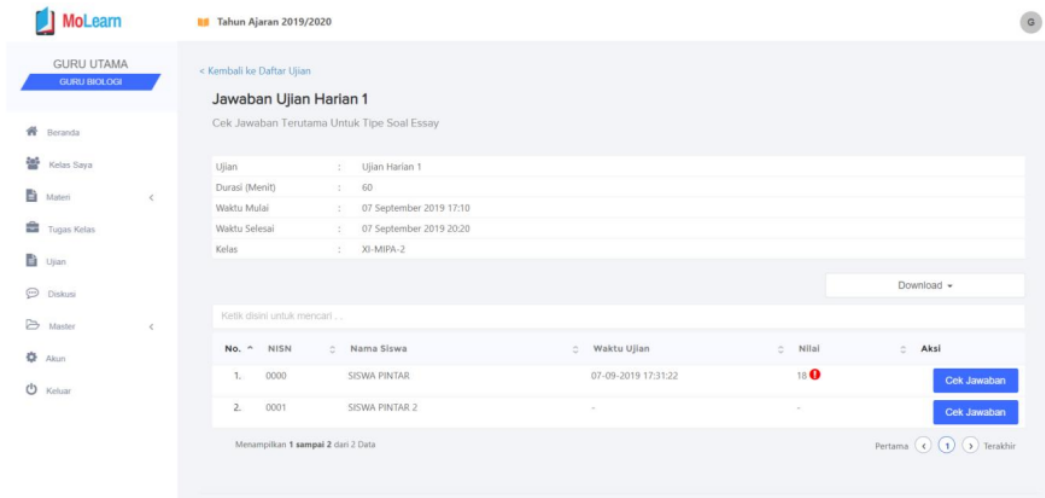 MoLearn
Tahun Ajaran 2019/2020
G
GURU UTAMA
GURU BIOLOGI
Beranda
Kelas Saya
Materi
Tugas Kelas
Ujian
Diskusi
Master
Akun
Keluar
< Kembali ke Daftar Ujian
Jawaban Ujian Harian 1
Cek Jawaban Terutama Untuk Tipe Soal Essay
Ujian : Ujian Harian 1
Durasi (Menit) : 60
Waktu Mulai : 07 September 2019 17:10
Waktu Selesai : 07 September 2019 20:20
Kelas : XI-MIPA-2
Download
Ketik disini untuk mencari ...
No. NISN Nama Siswa Waktu Ujian Nilai Aksi
1. 0000 SISWA PINTAR 07-09-2019 17:31:22 18 Cek Jawaban
2. 0001 SISWA PINTAR 2 - - Cek Jawaban
Menampilkan 1 sampai 2 dari 2 Data
Pertama < 1 > Terakhir